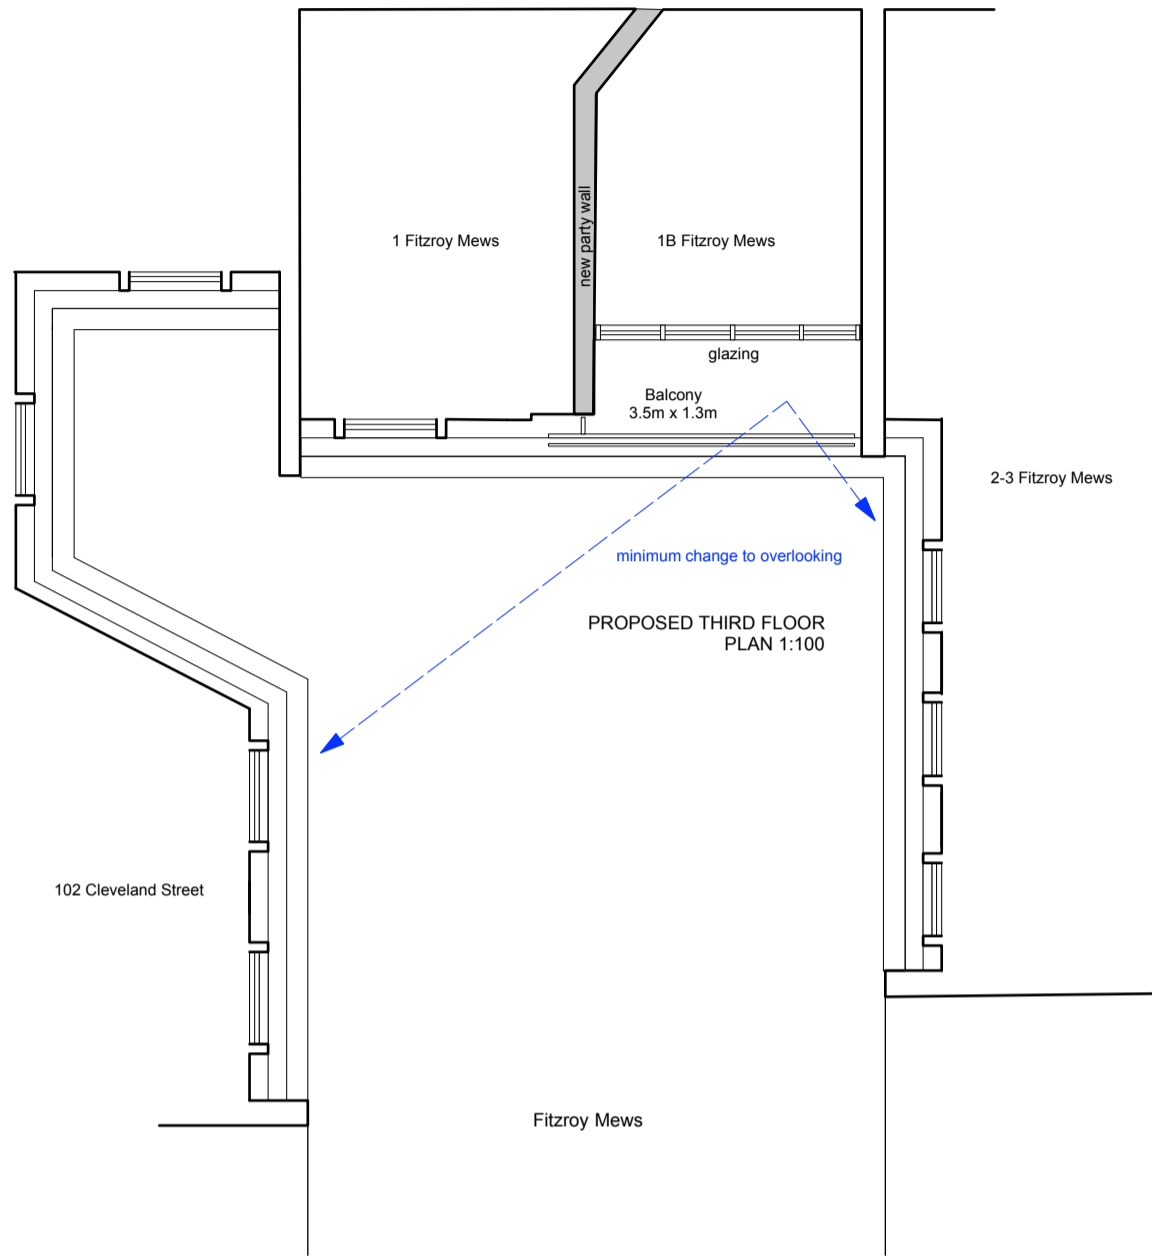 1 Fitzroy Mews
new party wall
1B Fitzroy Mews
glazing
Balcony
3.5m x 1.3m
2-3 Fitzroy Mews
minimum change to overlooking
PROPOSED THIRD FLOOR
PLAN 1:100
102 Cleveland Street
Fitzroy Mews